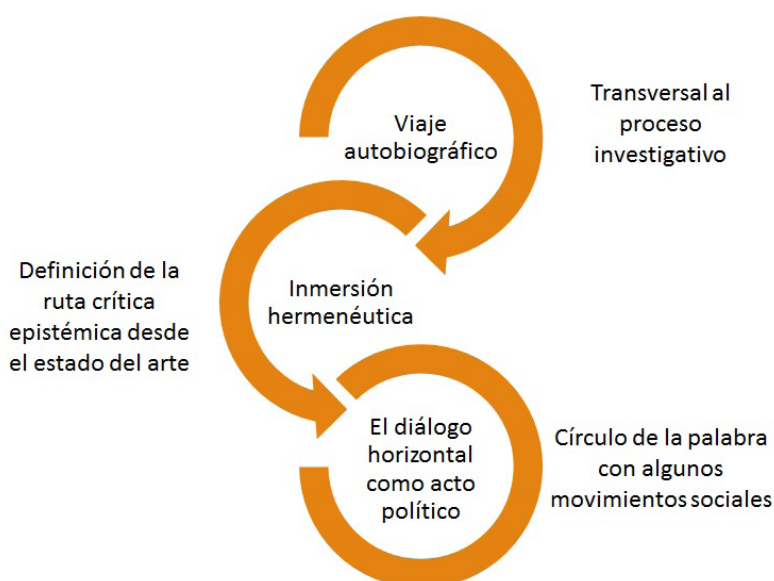 Viaje
autobiográfico
Transversal al
proceso
investigativo
Definición de la
ruta crítica
epistémica desde
el estado del arte
Inmersión
hermenéutica
El diálogo
horizontal
como acto
político
Círculo de la palabra
con algunos
movimientos sociales